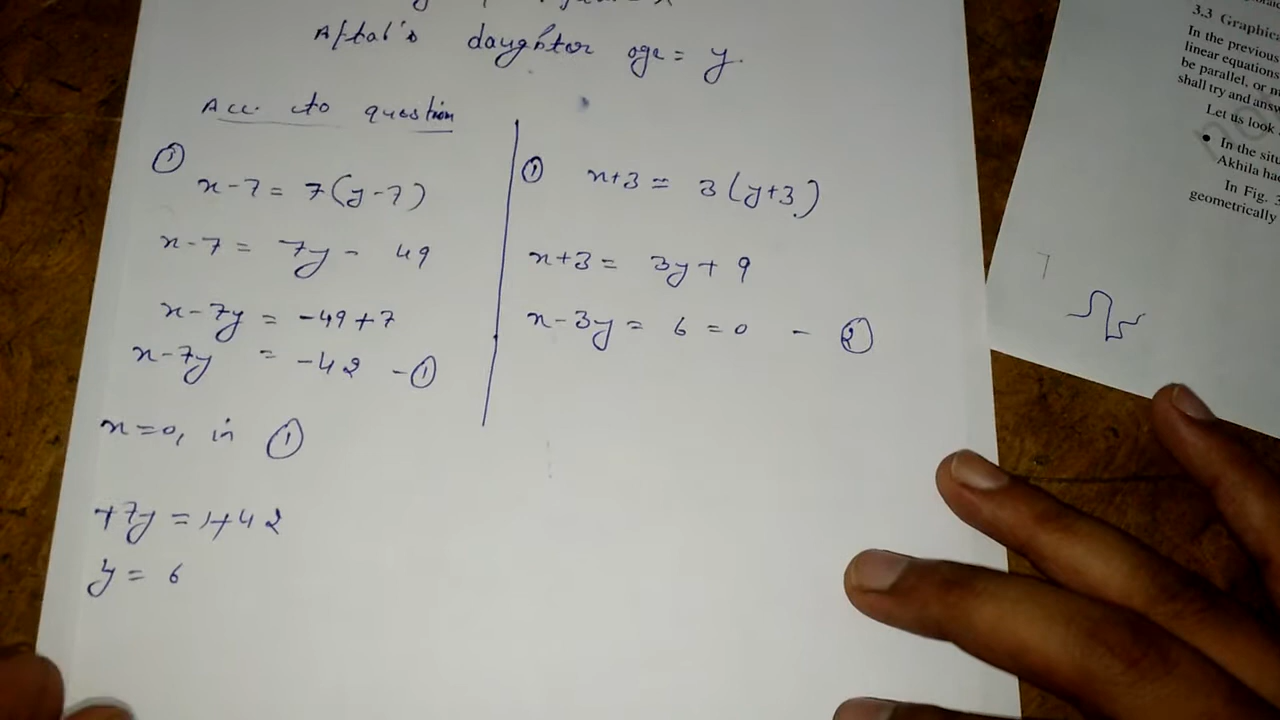 Aftab's daughter age = y.
Acc. to question
①
x-7 = 7(y-7)
x-7 = 7y - 49
x-7y = -49+7
x-7y = -42 -①
x=0, in ①
+7y = +42
y = 6
① x+3 = 3(y+3)
x+3 = 3y+9
x-3y = 6 = 0 - ②
3.3 Graphica
In the previous
linear equations
be parallel, or
shall try and answ
Let us look
• In the situ
Akhila ha
In Fig. 3
geometrically